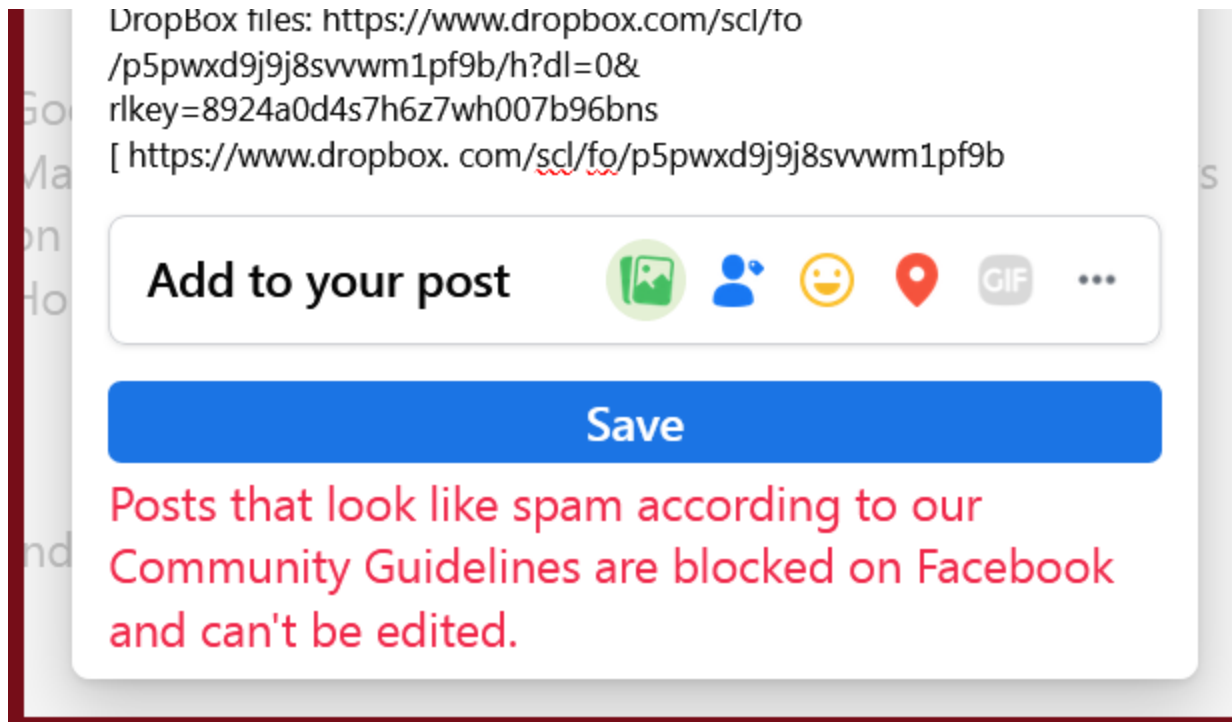 DropBox files: https://www.dropbox.com/scl/fo
/p5pwxd9j9j8svvwm1pf9b/h?dl=0&
rlkey=8924a0d4s7h6z7wh007b96bns
[ https://www.dropbox. com/scl/fo/p5pwxd9j9j8svvwm1pf9b
Add to your post
GIF
Save
Posts that look like spam according to our
Community Guidelines are blocked on Facebook
and can't be edited.